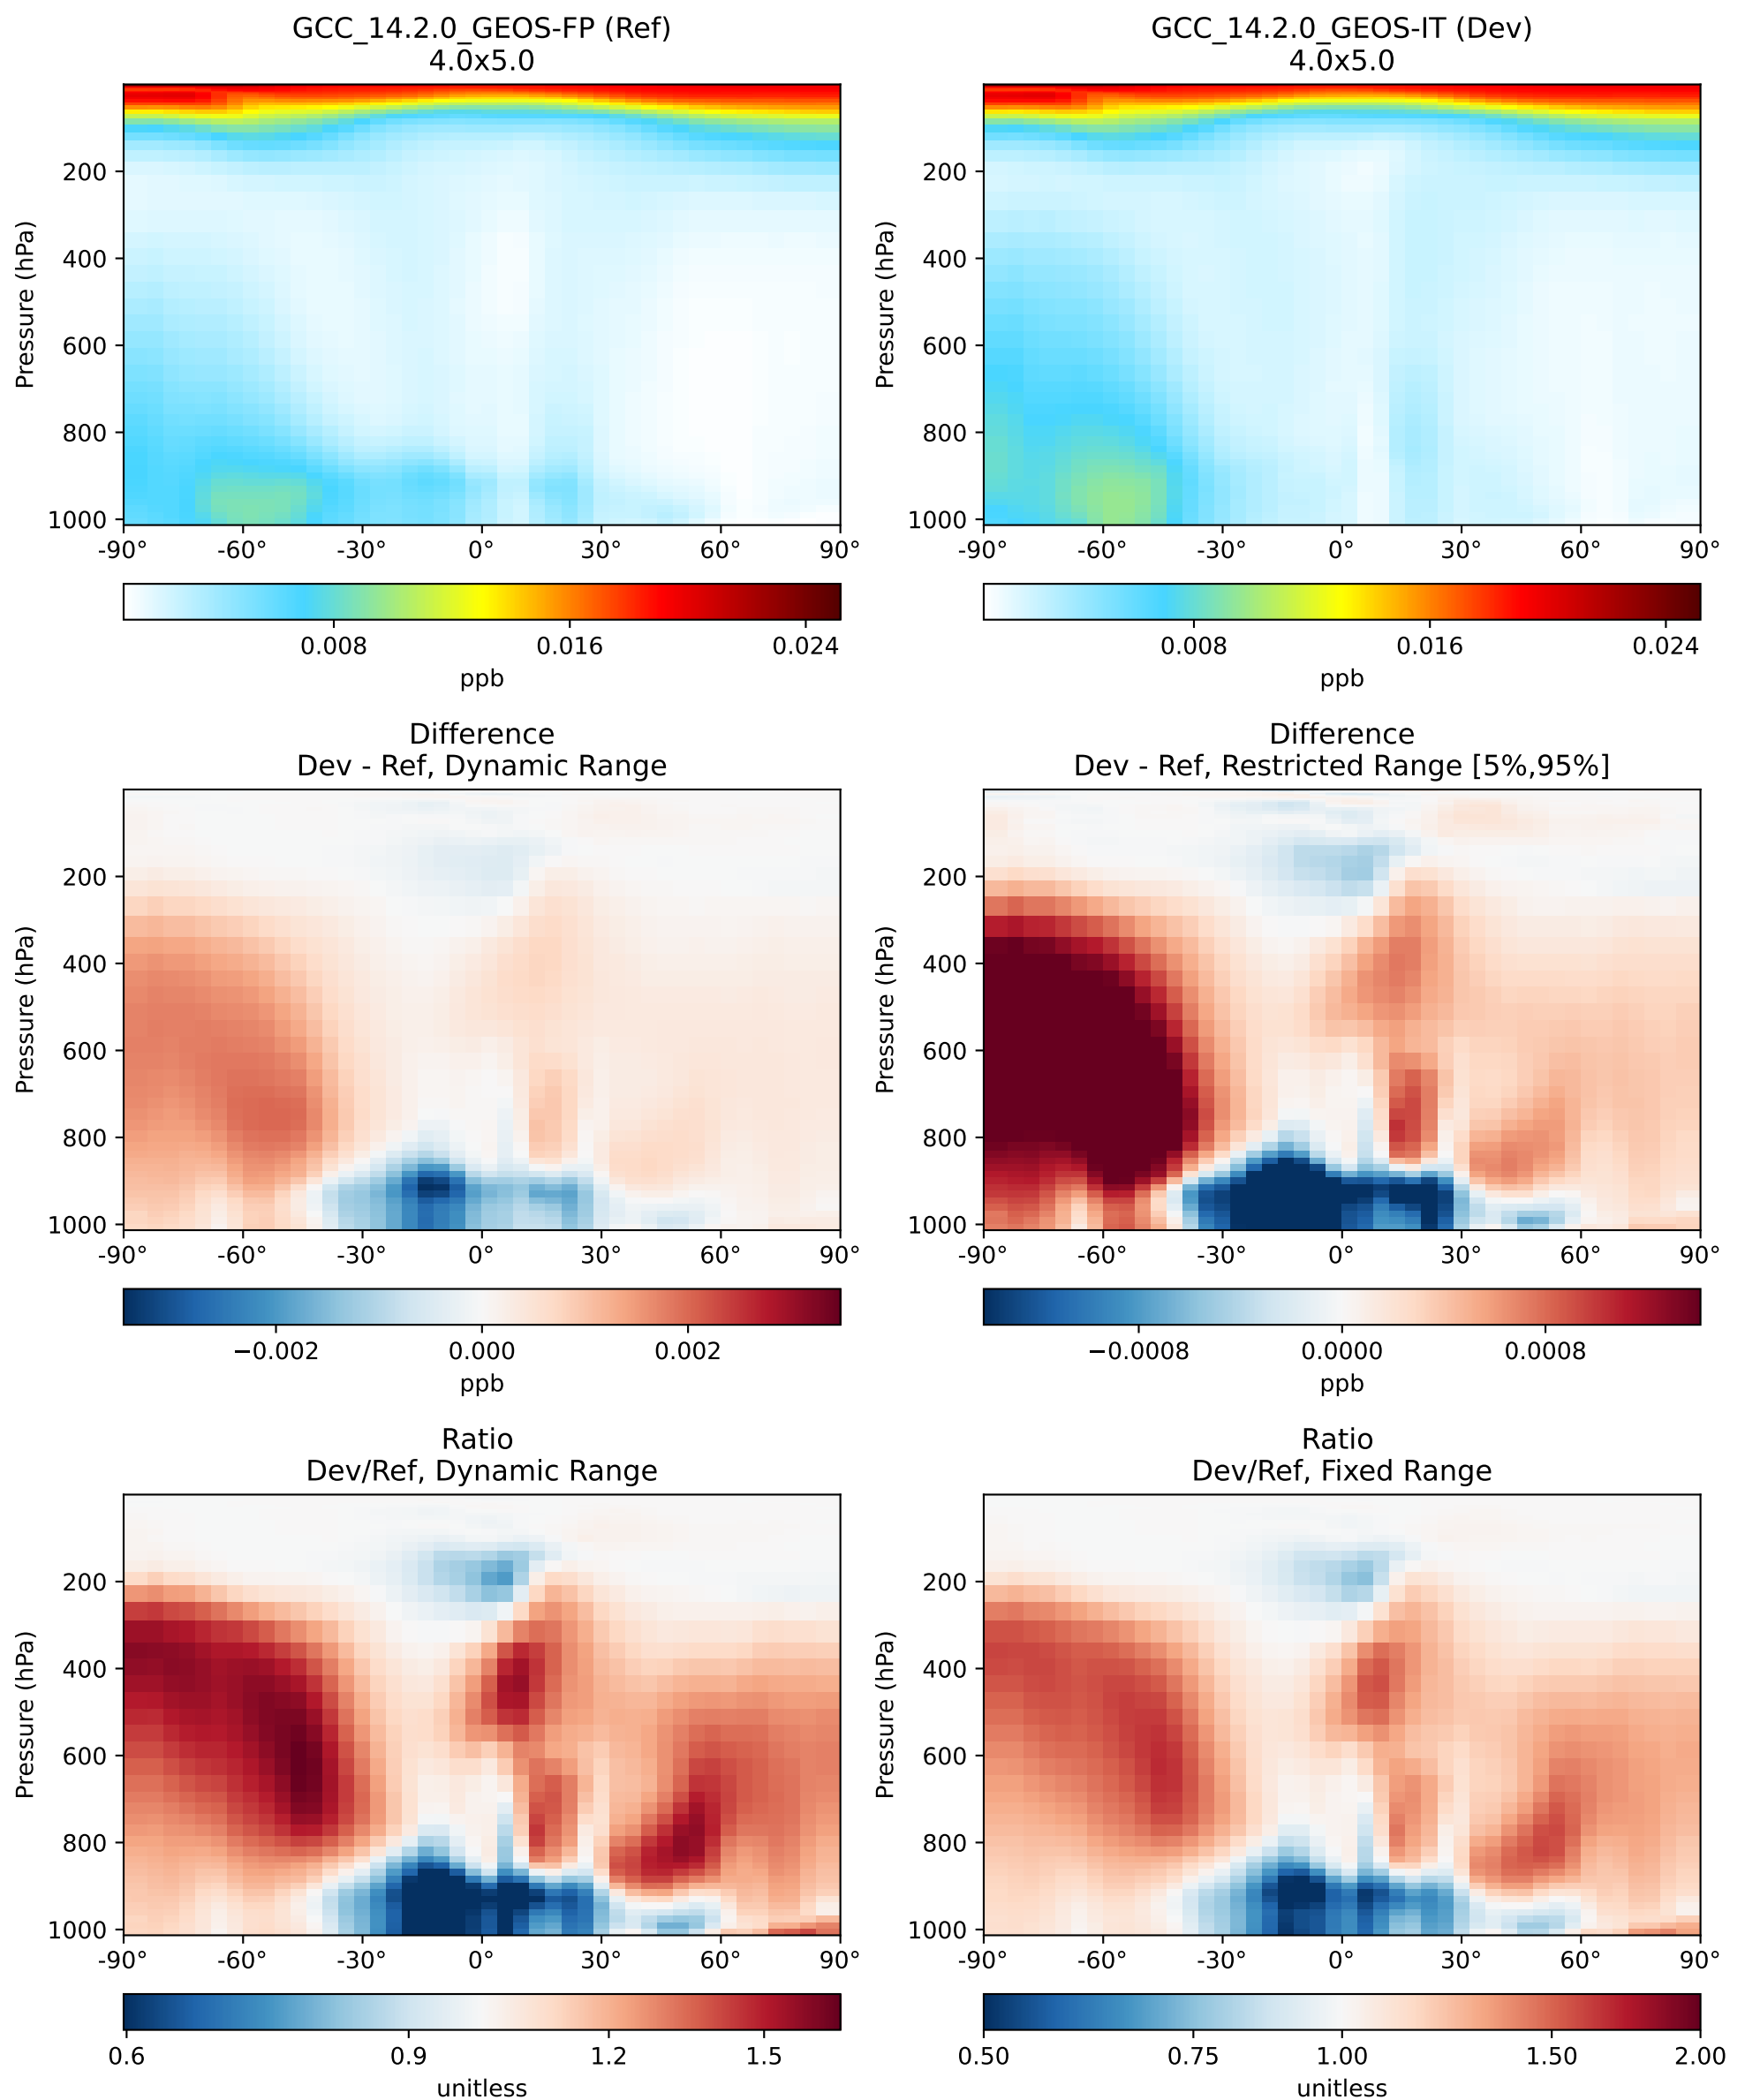 GCC_14.2.0_GEOS-FP (Ref)
4.0x5.0
Pressure (hPa)
200
400
600
800
1000
-90° -60° -30° 0° 30° 60° 90°
0.008 0.016 0.024
ppb
GCC_14.2.0_GEOS-IT (Dev)
4.0x5.0
Pressure (hPa)
200
400
600
800
1000
-90° -60° -30° 0° 30° 60° 90°
0.008 0.016 0.024
ppb
Difference
Dev - Ref, Dynamic Range
Pressure (hPa)
200
400
600
800
1000
-90° -60° -30° 0° 30° 60° 90°
−0.002 0.000 0.002
ppb
Difference
Dev - Ref, Restricted Range [5%,95%]
Pressure (hPa)
200
400
600
800
1000
-90° -60° -30° 0° 30° 60° 90°
−0.0008 0.0000 0.0008
ppb
Ratio
Dev/Ref, Dynamic Range
Pressure (hPa)
200
400
600
800
1000
-90° -60° -30° 0° 30° 60° 90°
0.6 0.9 1.2 1.5
unitless
Ratio
Dev/Ref, Fixed Range
Pressure (hPa)
200
400
600
800
1000
-90° -60° -30° 0° 30° 60° 90°
0.50 0.75 1.00 1.50 2.00
unitless